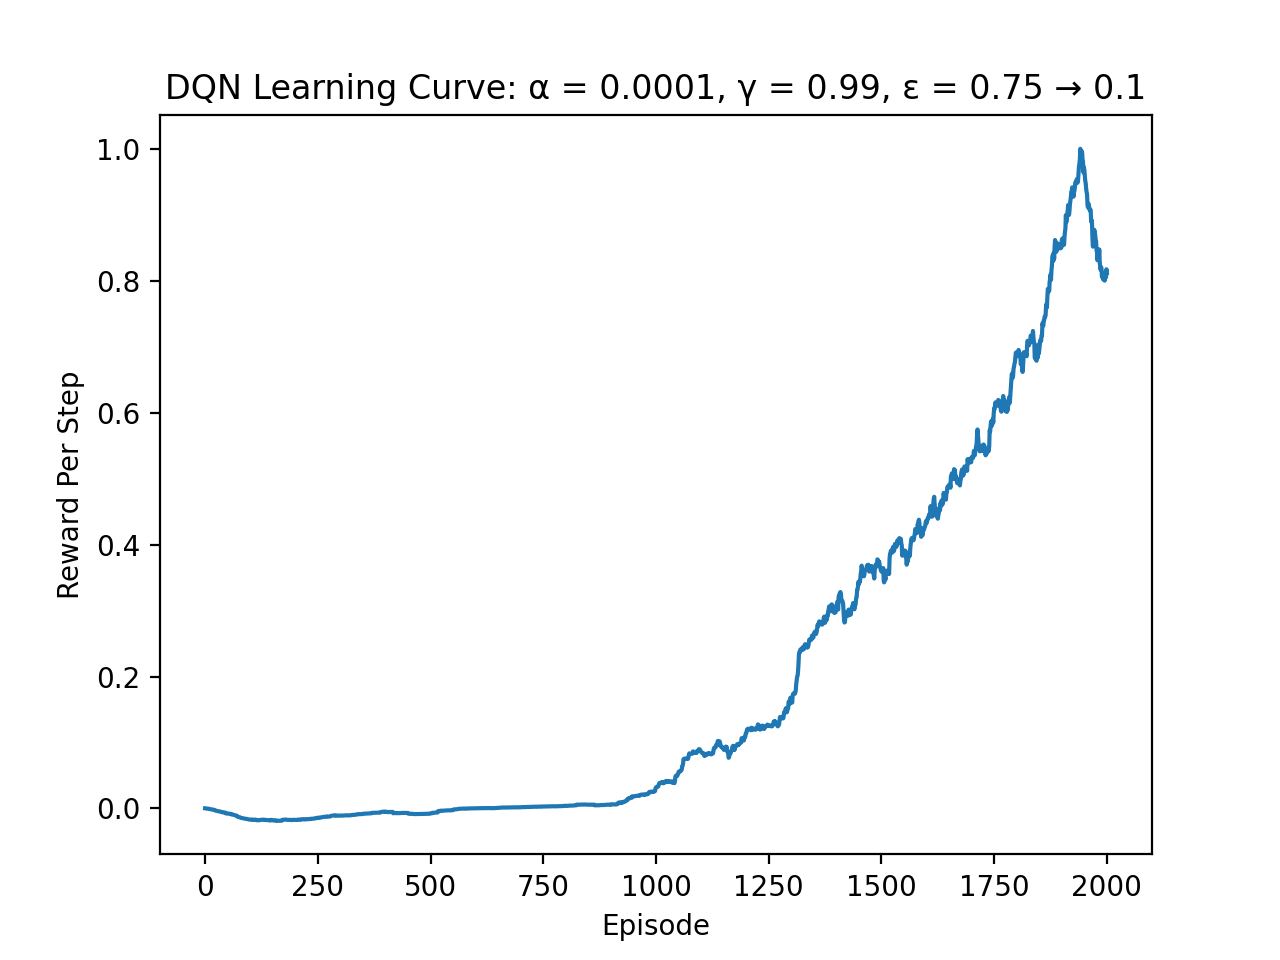 DQN Learning Curve: α = 0.0001, γ = 0.99, ε = 0.75 → 0.1
1.0
0.8
0.6
0.4
0.2
0.0
Reward Per Step
0 250 500 750 1000 1250 1500 1750 2000
Episode